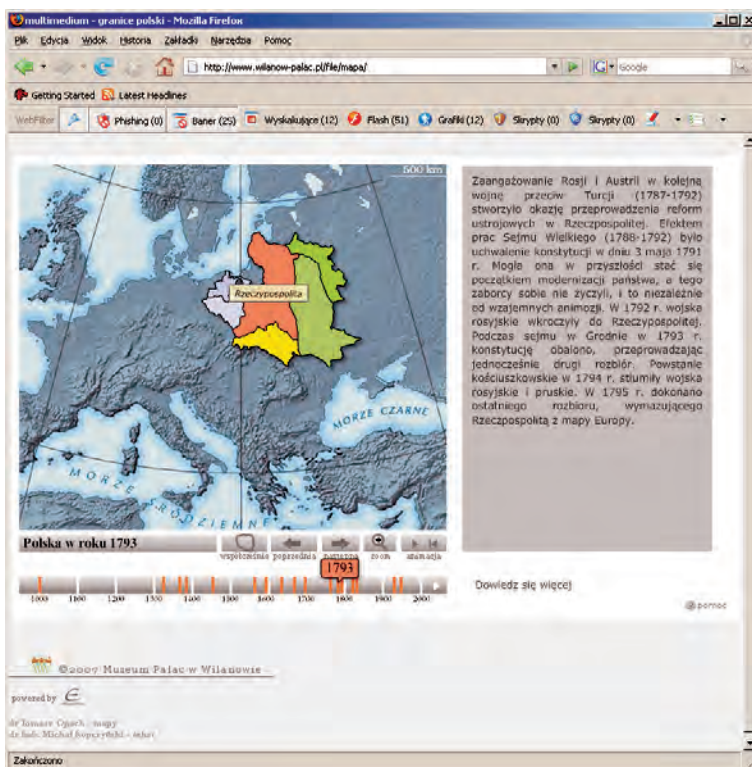 multimedium - granice polski - Mozilla Firefox
Plik Edycja Widok Historia Zakładki Narzędzia Pomoc
http://www.wilanow-palac.pl/file/mapa/
Google
Getting Started Latest Headlines
WebFilter Phishing (0) Baner (25) Wyskakujące (12) Flash (51) Grafiki (12) Skrypty (0) Skrypty (0)
500 km
Rzeczypospolita
MORZE CZARNE
MORZE ŚRÓDZIEMNE
Zaangażowanie Rosji i Austrii w kolejną
wojnę przeciw Turcji (1787-1792)
stworzyło okazję przeprowadzenia reform
ustrojowych w Rzeczpospolitej. Efektem
prac Sejmu Wielkiego (1788-1792) było
uchwalenie konstytucji w dniu 3 maja 1791
r. Mogła ona w przyszłości stać się
początkiem modernizacji państwa, a tego
zaborcy sobie nie życzyli, i to niezależnie
od wzajemnych animozji. W 1792 r. wojska
rosyjskie wkroczyły do Rzeczypospolitej.
Podczas sejmu w Grodnie w 1793 r.
konstytucję obalono, przeprowadzając
jednocześnie drugi rozbiór. Powstanie
kościuszkowskie w 1794 r. stłumiły wojska
rosyjskie i pruskie. W 1795 r. dokonano
ostatniego rozbioru, wymazującego
Rzeczpospolitą z mapy Europy.
Polska w roku 1793
współcześnie poprzednia następna zoom animacja
1793
1000 1100 1200 1300 1400 1500 1600 1700 1800 1900 2000
Dowiedz się więcej
pomoc
©2007 Museum Pałac w Wilanowie
powered by
dr Tomasz Opach - mapy
dr hab. Michał Kopczyński - tekst
Zakończono